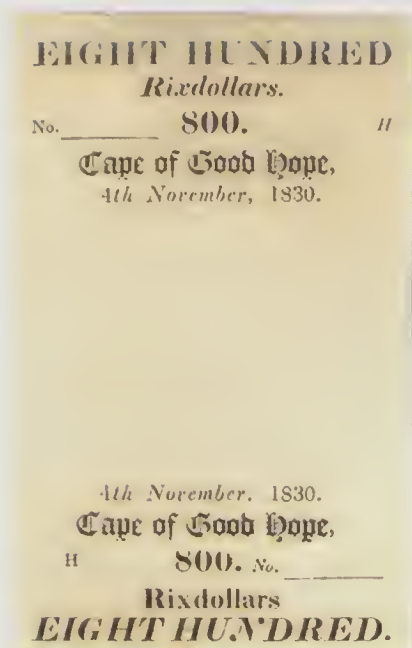 EIGHT HUNDRED
Rixdollars.
No. 800. H
Cape of Good Hope,
4th November, 1830.
4th November. 1830.
Cape of Good Hope,
H 800. No.
Rixdollars
EIGHT HUNDRED.